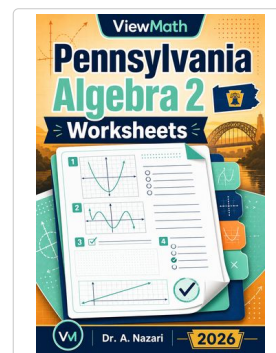 ViewMath
Pennsylvania
Algebra 2
Worksheets
1
2
3
4
VM
Dr. A. Nazari
2026